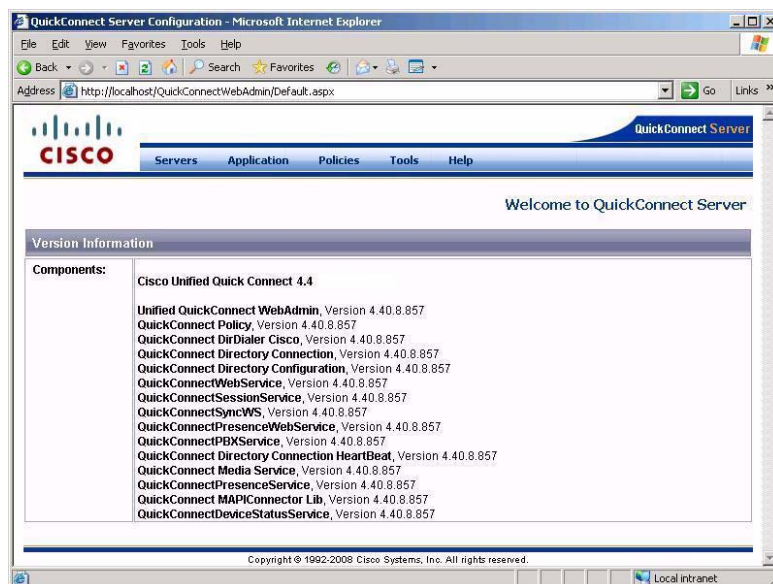 QuickConnect Server Configuration - Microsoft Internet Explorer
File Edit View Favorites Tools Help
Back Search Favorites
Address http://localhost/QuickConnectWebAdmin/Default.aspx Go Links »
QuickConnect Server
CISCO
Servers Application Policies Tools Help
Welcome to QuickConnect Server
Version Information
Components:
Cisco Unified Quick Connect 4.4
Unified QuickConnect WebAdmin, Version 4.40.8.857
QuickConnect Policy, Version 4.40.8.857
QuickConnect DirDialer Cisco, Version 4.40.8.857
QuickConnect Directory Connection, Version 4.40.8.857
QuickConnect Directory Configuration, Version 4.40.8.857
QuickConnectWebService, Version 4.40.8.857
QuickConnectSessionService, Version 4.40.8.857
QuickConnectSyncWS, Version 4.40.8.857
QuickConnectPresenceWebService, Version 4.40.8.857
QuickConnectPBXService, Version 4.40.8.857
QuickConnect Directory Connection HeartBeat, Version 4.40.8.857
QuickConnect Media Service, Version 4.40.8.857
QuickConnectPresenceService, Version 4.40.8.857
QuickConnect MAPIConnector Lib, Version 4.40.8.857
QuickConnectDeviceStatusService, Version 4.40.8.857
Copyright © 1992-2008 Cisco Systems, Inc. All rights reserved.
Local intranet